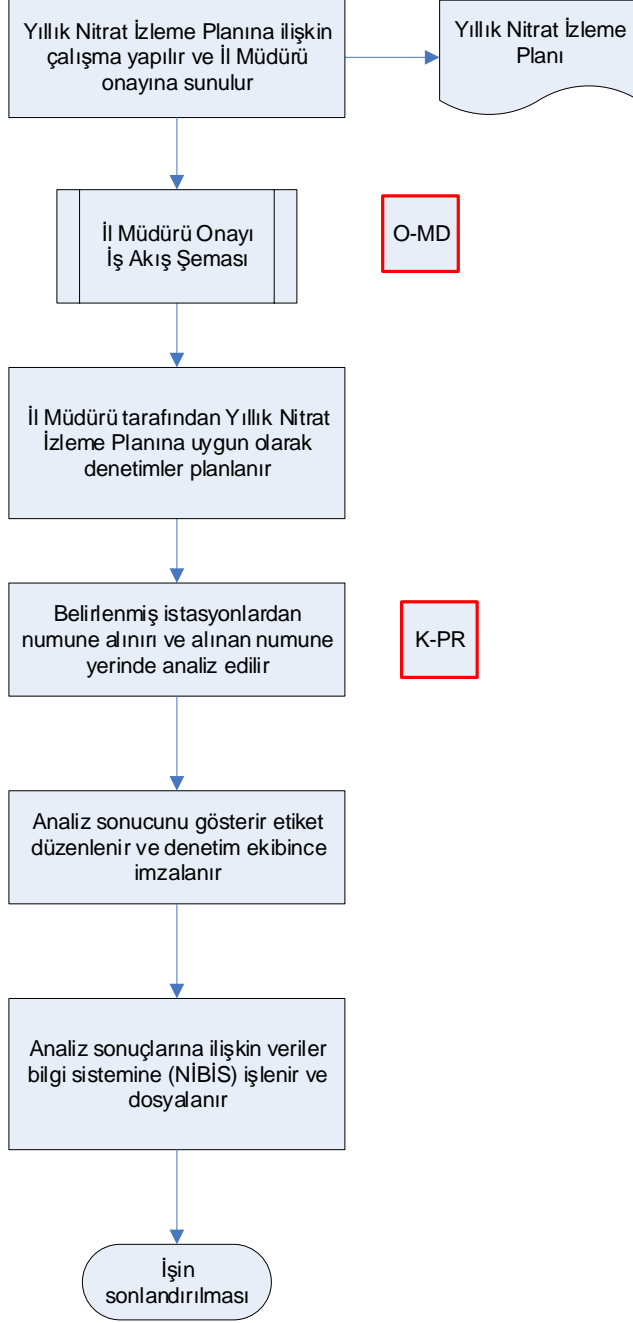 Yıllık Nitrat İzleme Planına ilişkin
çalışma yapılır ve İl Müdürü
onayına sunulur
Yıllık Nitrat İzleme
Planı
İl Müdürü Onayı
İş Akış Şeması
O-MD
İl Müdürü tarafından Yıllık Nitrat
İzleme Planına uygun olarak
denetimler planlanır
Belirlenmiş istasyonlardan
numune alınırı ve alınan numune
yerinde analiz edilir
K-PR
Analiz sonucunu gösterir etiket
düzenlenir ve denetim ekibince
imzalanır
Analiz sonuçlarına ilişkin veriler
bilgi sistemine (NİBİS) işlenir ve
dosyalanır
İşin
sonlandırılması